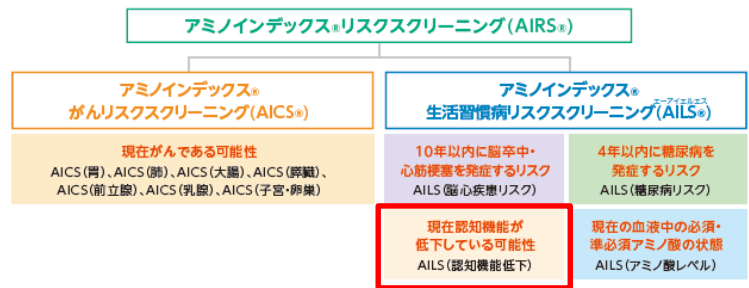 アミノインデックス®リスクスクリーニング(AIRS®)
アミノインデックス®
がんリスクスクリーニング(AICS®)
アミノインデックス®
エーアイエルエス
生活習慣病リスクスクリーニング(AILS®)
現在がんである可能性
AICS(胃)、AICS(肺)、AICS(大腸)、AICS(膵臓)、
AICS(前立腺)、AICS(乳腺)、AICS(子宮・卵巣)
10年以内に脳卒中・
心筋梗塞を発症するリスク
AILS(脳心疾患リスク)
4年以内に糖尿病を
発症するリスク
AILS(糖尿病リスク)
現在認知機能が
低下している可能性
AILS(認知機能低下)
現在の血液中の必須・
準必須アミノ酸の状態
AILS(アミノ酸レベル)